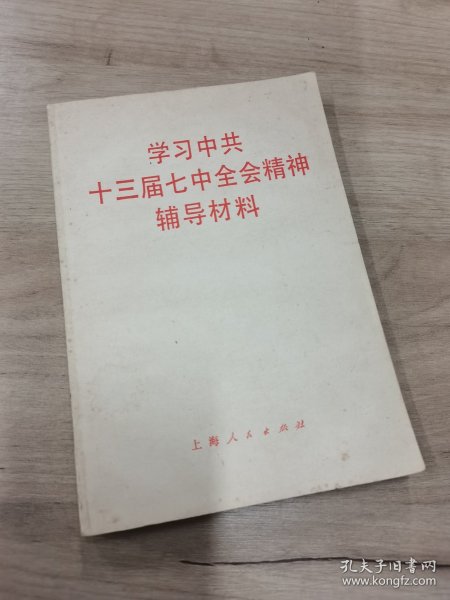 学习中共
十三届七中全会精神
辅导材料
上海人民出版社
孔夫子旧书网
www.kongfz.com